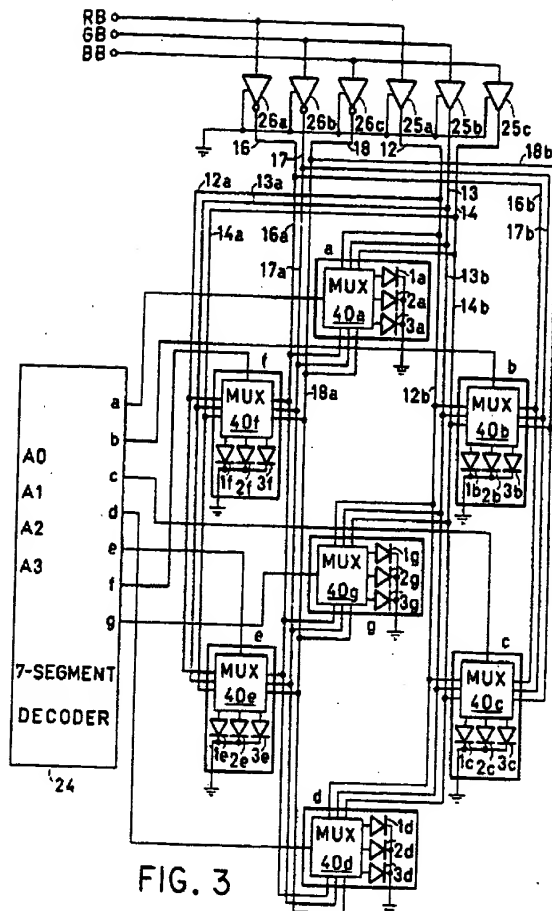 RB
GB
BB
26a 26b 26c 25a 25b 25c
16 17 18 12 18b
12a 13a 13 16b
14
14a 16a 17b
17a a 13b
MUX 1a
40a 2a
3a
14b
a
b
c
d
e
f
g
A0
A1
A2
A3
7-SEGMENT
DECODER
24
18a 12b
f
MUX
40f
1f 2f 3f
b
MUX
40b
1b 2b 3b
MUX 1g
40g 2g
3g
g
e
MUX
40e
1e 2e 3e
c
MUX
40c
1c 2c 3c
d
MUX 1d
40d 2d
3d
FIG. 3